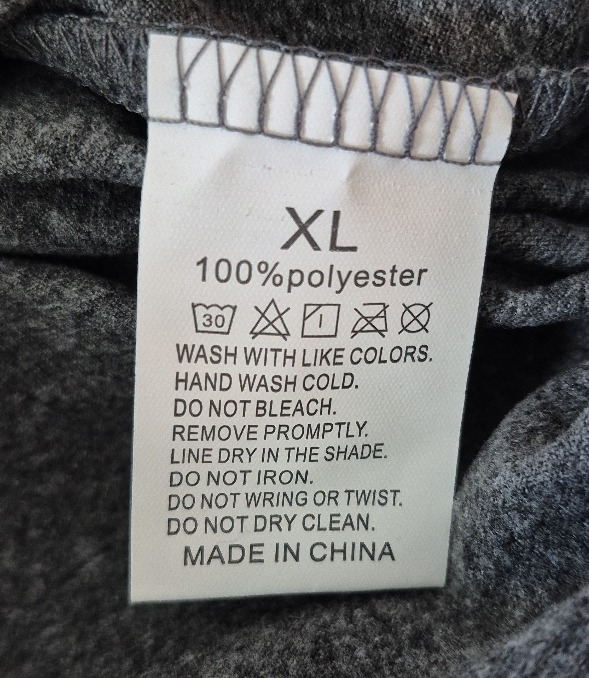 XL
100%polyester
30
WASH WITH LIKE COLORS.
HAND WASH COLD.
DO NOT BLEACH.
REMOVE PROMPTLY.
LINE DRY IN THE SHADE.
DO NOT IRON.
DO NOT WRING OR TWIST.
DO NOT DRY CLEAN.
MADE IN CHINA